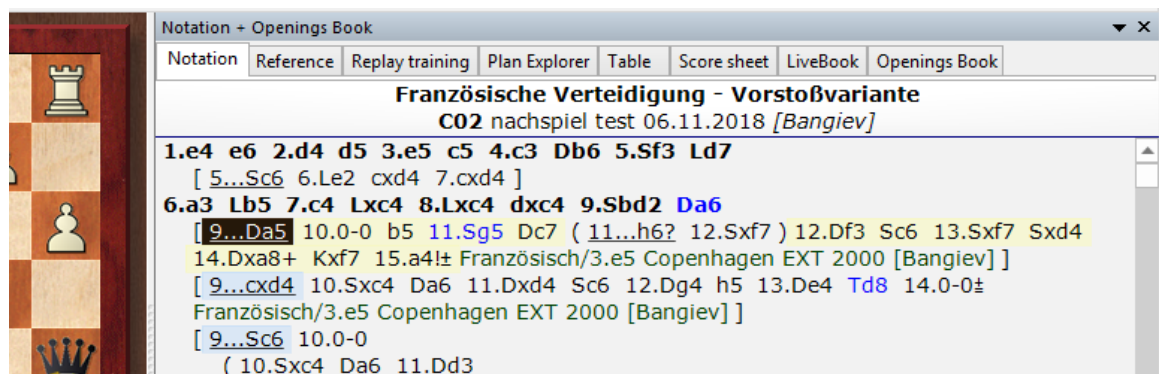 Notation + Openings Book
Notation Reference Replay training Plan Explorer Table Score sheet LiveBook Openings Book
Französische Verteidigung - Vorstoßvariante
C02 nachspiel test 06.11.2018 [Bangiev]
1.e4 e6 2.d4 d5 3.e5 c5 4.c3 Db6 5.Sf3 Ld7
[ 5...Sc6 6.Le2 cxd4 7.cxd4 ]
6.a3 Lb5 7.c4 Lxc4 8.Lxc4 dxc4 9.Sbd2 Da6
[ 9...Da5 10.0-0 b5 11.Sg5 Dc7 ( 11...h6? 12.Sxf7 ) 12.Df3 Sc6 13.Sxf7 Sxd4
14.Dxa8+ Kxf7 15.a4!± Französisch/3.e5 Copenhagen EXT 2000 [Bangiev] ]
[ 9...cxd4 10.Sxc4 Da6 11.Dxd4 Sc6 12.Dg4 h5 13.De4 Td8 14.0-0±
Französisch/3.e5 Copenhagen EXT 2000 [Bangiev] ]
[ 9...Sc6 10.0-0
( 10.Sxc4 Da6 11.Dd3